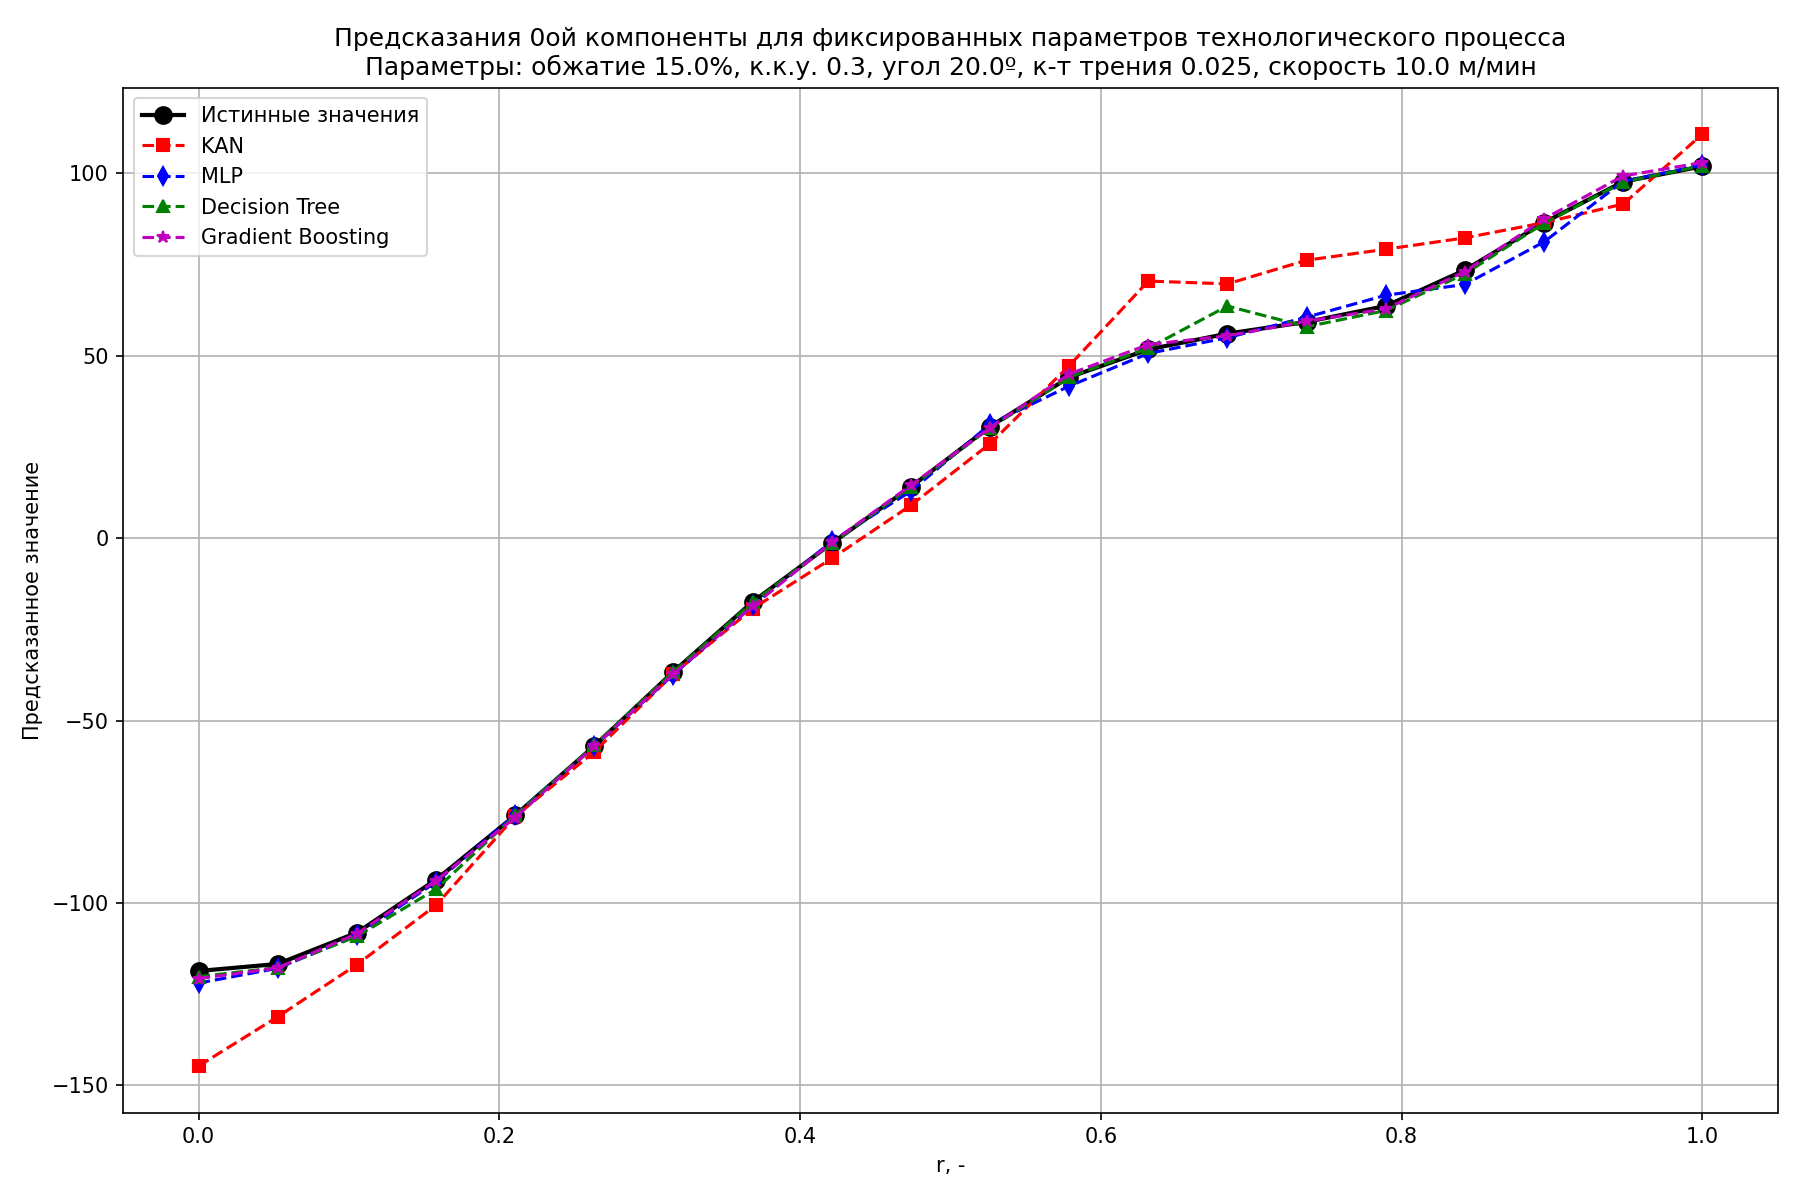 Предсказания 0ой компоненты для фиксированных параметров технологического процесса
Параметры: обжатие 15.0%, к.к.у. 0.3, угол 20.0º, к-т трения 0.025, скорость 10.0 м/мин
Истинные значения
KAN
MLP
Decision Tree
Gradient Boosting
Предсказанное значение
100
50
0
−50
−100
−150
0.0
0.2
0.4
0.6
0.8
1.0
r, -